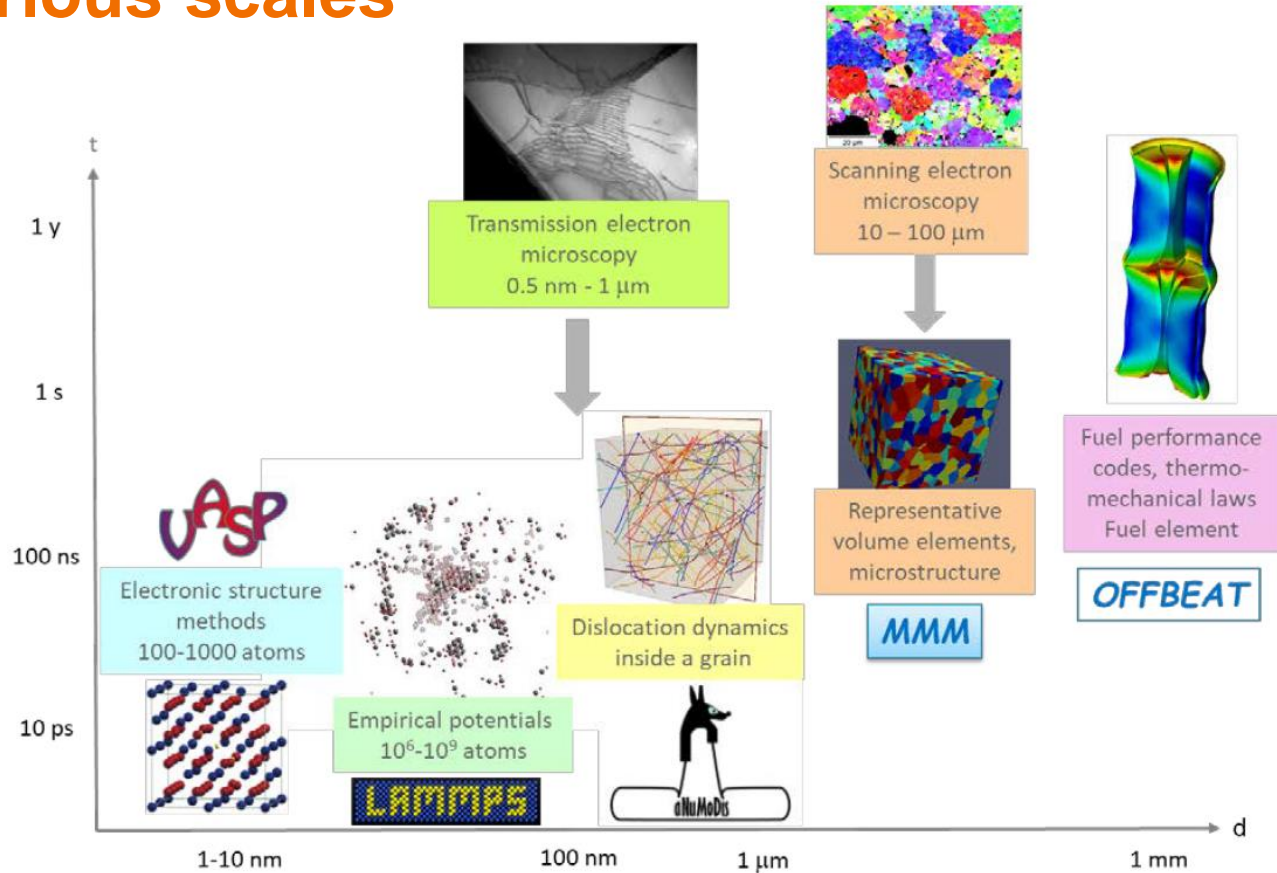 rious scales
t
1 y
1 s
100 ns
10 ps
Transmission electron
microscopy
0.5 nm - 1 μm
20 μm
Scanning electron
microscopy
10 – 100 μm
VASP
Electronic structure
methods
100-1000 atoms
Empirical potentials
10⁶-10⁹ atoms
LAMMPS
Dislocation dynamics
inside a grain
aNuMoDis
Representative
volume elements,
microstructure
MMM
Fuel performance
codes, thermo-
mechanical laws
Fuel element
OFFBEAT
d
1-10 nm
100 nm
1 μm
1 mm